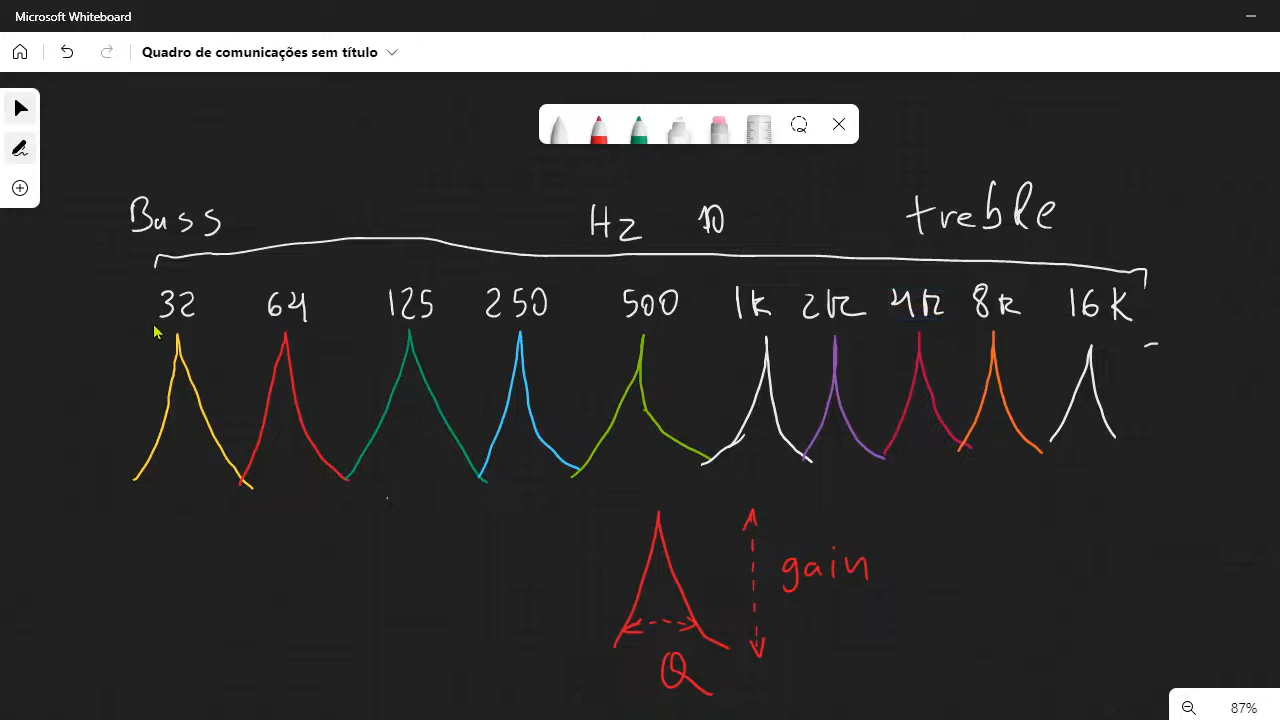 Microsoft Whiteboard
Quadro de comunicações sem título
Bass Hz 10 treble
32 64 125 250 500 1k 2k 4k 8k 16k
gain
Q
87%